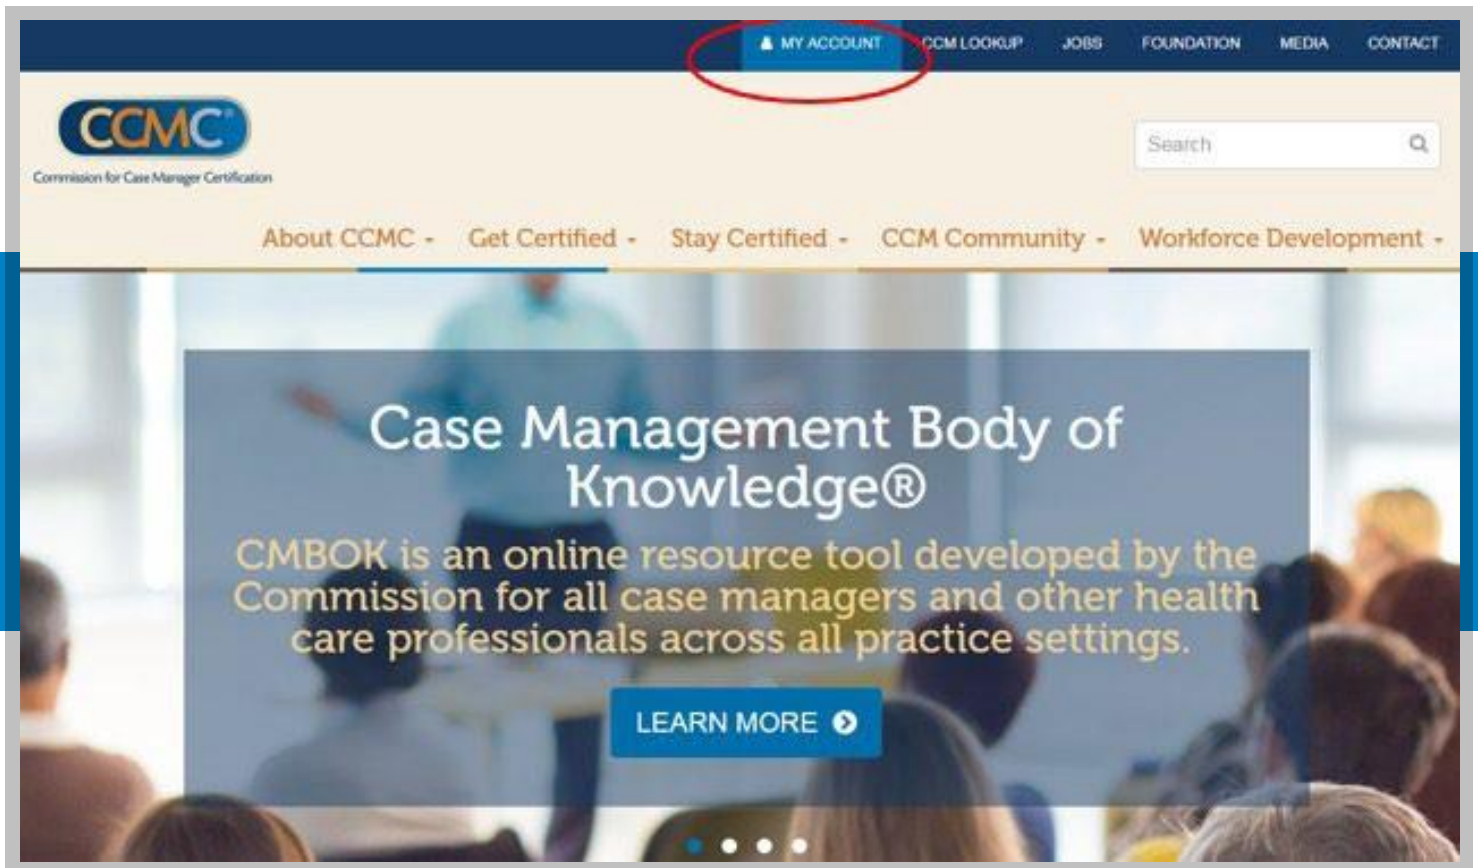 MY ACCOUNT CCM LOOKUP JOBS FOUNDATION MEDIA CONTACT
CCMC®
Commission for Case Manager Certification
Search
About CCMC - Get Certified - Stay Certified - CCM Community - Workforce Development -
Case Management Body of
Knowledge®
CMBOK is an online resource tool developed by the
Commission for all case managers and other health
care professionals across all practice settings.
LEARN MORE